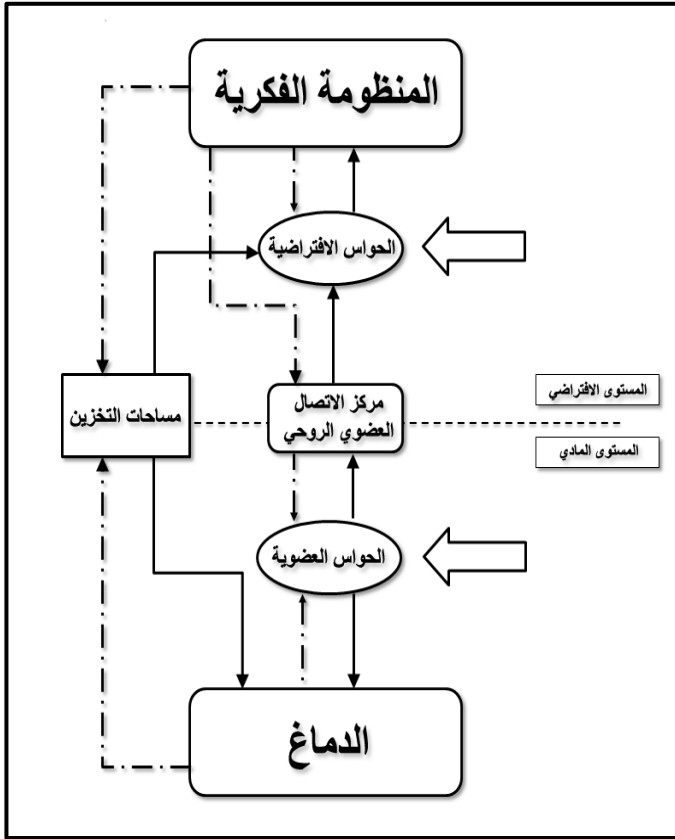 المنظومة الفكرية
الحواس الافتراضية
المستوى الافتراضي
مركز الاتصال
العضوي الروحي
مساحات التخزين
المستوى المادي
الحواس العضوية
الدماغ